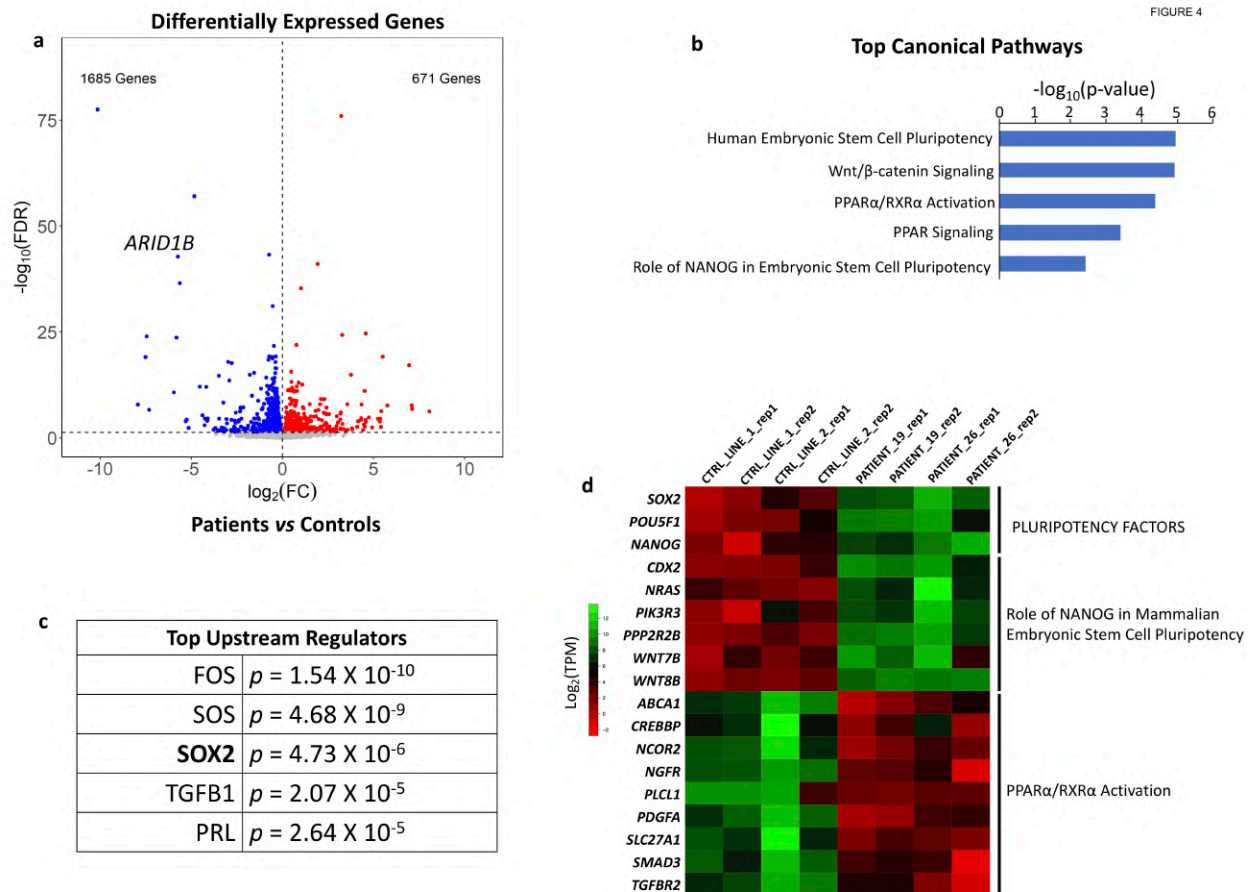 FIGURE 4
Differentially Expressed Genes
a
1685 Genes
671 Genes
75
50
25
0
-log10(FDR)
ARID1B
-10
-5
0
5
10
log2(FC)
Patients vs Controls
b
Top Canonical Pathways
-log10(p-value)
0 1 2 3 4 5 6
Human Embryonic Stem Cell Pluripotency
Wnt/β-catenin Signaling
PPARα/RXRα Activation
PPAR Signaling
Role of NANOG in Embryonic Stem Cell Pluripotency
c
Top Upstream Regulators
FOS p = 1.54 X 10-10
SOS p = 4.68 X 10-9
SOX2 p = 4.73 X 10-6
TGFB1 p = 2.07 X 10-5
PRL p = 2.64 X 10-5
d
CTRL_LINE_1_rep1
CTRL_LINE_1_rep2
CTRL_LINE_2_rep1
CTRL_LINE_2_rep2
PATIENT_19_rep1
PATIENT_19_rep2
PATIENT_26_rep1
PATIENT_26_rep2
SOX2
POU5F1
NANOG
CDX2
NRAS
PIK3R3
PPP2R2B
WNT7B
WNT8B
ABCA1
CREBBP
NCOR2
NGFR
PLCL1
PDGFA
SLC27A1
SMAD3
TGFBR2
PLURIPOTENCY FACTORS
Role of NANOG in Mammalian
Embryonic Stem Cell Pluripotency
PPARα/RXRα Activation
Log2(TPM)
12
10
8
6
4
2
0
-2